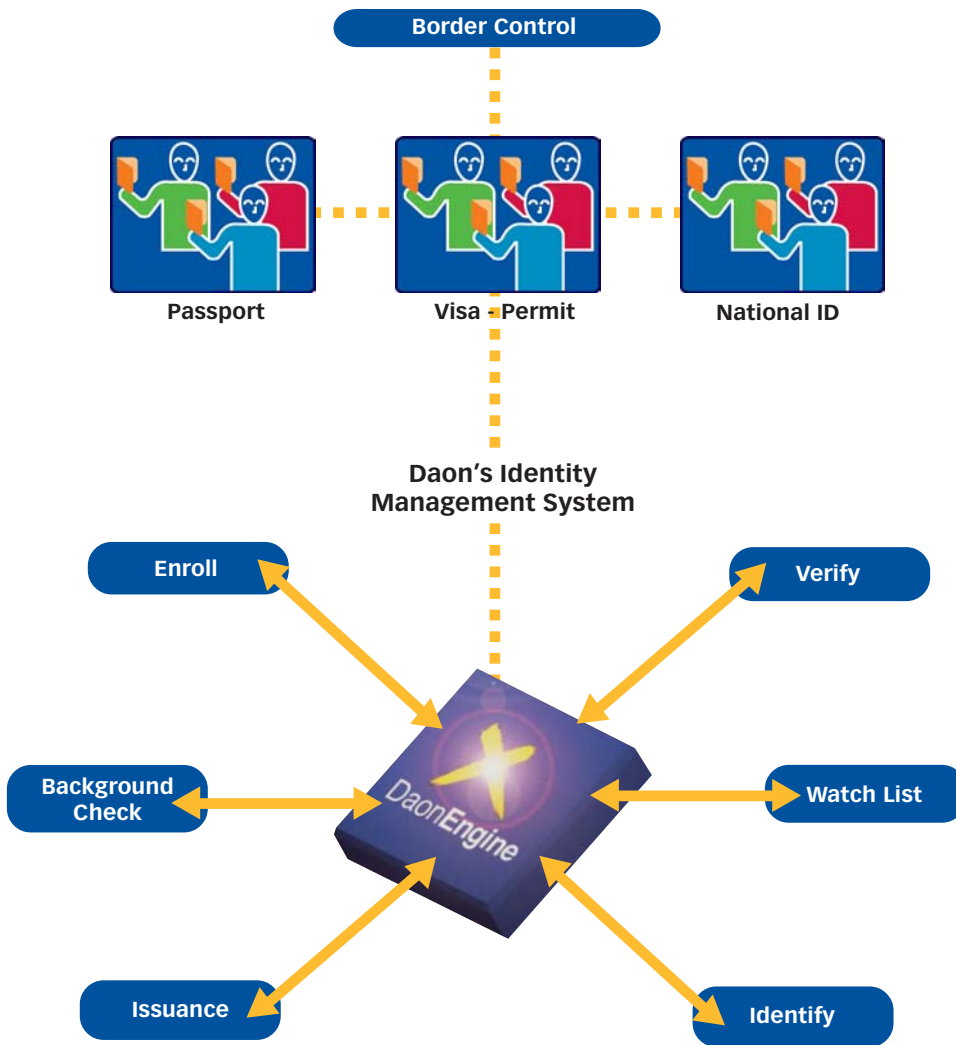 Border Control
Passport
Visa - Permit
National ID
Daon’s Identity
Management System
Enroll
Verify
Background
Check
DaonEngine
Watch List
Issuance
Identify